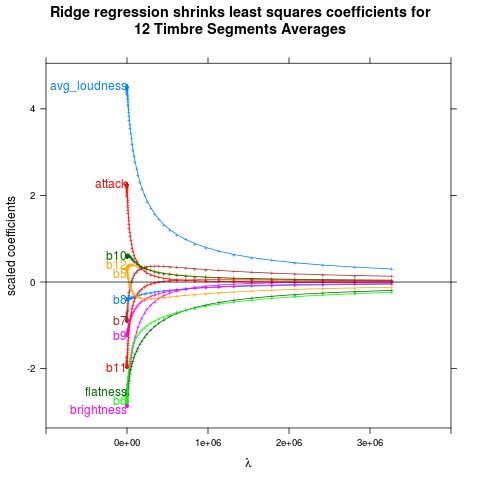 Ridge regression shrinks least squares coefficients for
12 Timbre Segments Averages
avg_loudness
attack
b10
b12
b5
b8
b7
b9
b11
flatness
b6
brightness
scaled coefficients
4
2
0
-2
0e+00 1e+06 2e+06 3e+06
λ